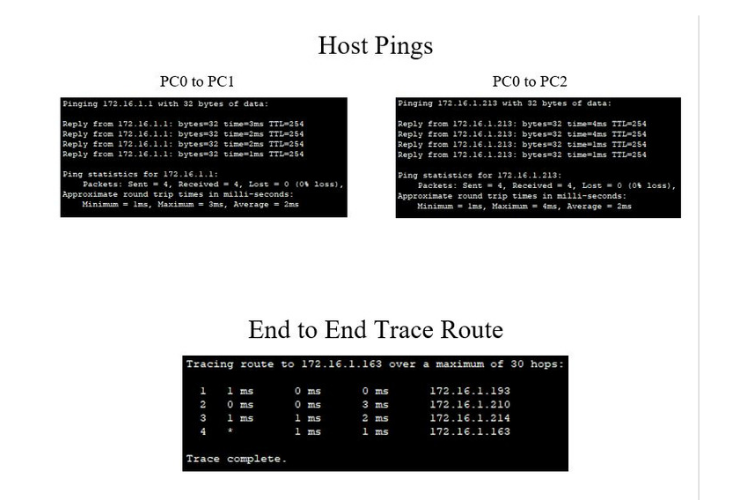 Host Pings
PC0 to PC1
Pinging 172.16.1.1 with 32 bytes of data:
Reply from 172.16.1.1: bytes=32 time=3ms TTL=254
Reply from 172.16.1.1: bytes=32 time=2ms TTL=254
Reply from 172.16.1.1: bytes=32 time=2ms TTL=254
Reply from 172.16.1.1: bytes=32 time=1ms TTL=254
Ping statistics for 172.16.1.1:
Packets: Sent = 4, Received = 4, Lost = 0 (0% loss),
Approximate round trip times in milli-seconds:
Minimum = 1ms, Maximum = 3ms, Average = 2ms
PC0 to PC2
Pinging 172.16.1.213 with 32 bytes of data:
Reply from 172.16.1.213: bytes=32 time=4ms TTL=254
Reply from 172.16.1.213: bytes=32 time=4ms TTL=254
Reply from 172.16.1.213: bytes=32 time=1ms TTL=254
Reply from 172.16.1.213: bytes=32 time=1ms TTL=254
Ping statistics for 172.16.1.213:
Packets: Sent = 4, Received = 4, Lost = 0 (0% loss),
Approximate round trip times in milli-seconds:
Minimum = 1ms, Maximum = 4ms, Average = 2ms
End to End Trace Route
Tracing route to 172.16.1.163 over a maximum of 30 hops:
1 1 ms 0 ms 0 ms 172.16.1.193
2 0 ms 0 ms 3 ms 172.16.1.210
3 1 ms 1 ms 2 ms 172.16.1.214
4 * 1 ms 1 ms 172.16.1.163
Trace complete.